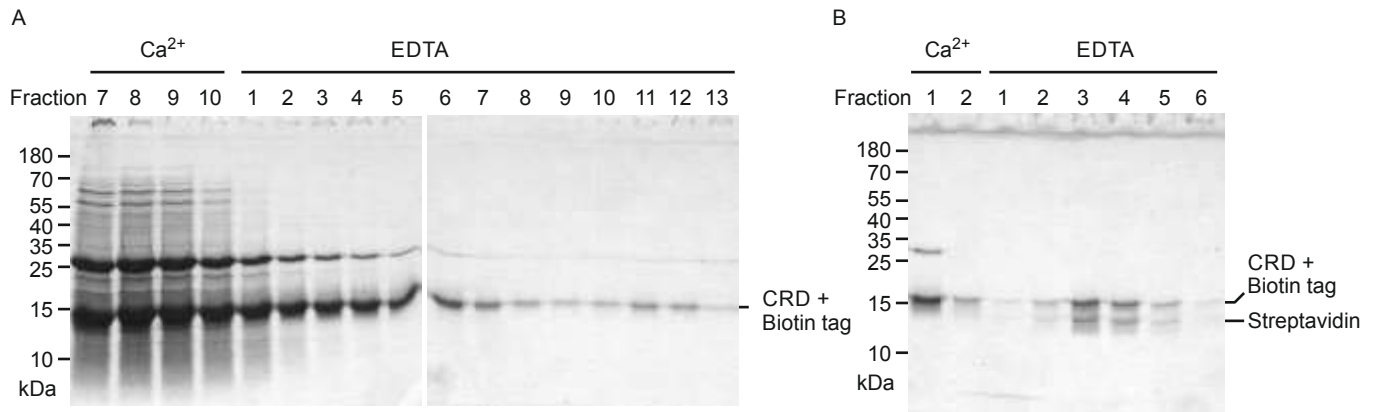 A
Ca²⁺ EDTA
Fraction 7 8 9 10 1 2 3 4 5 6 7 8 9 10 11 12 13
180
70
55
40
35
25
15
10
kDa
CRD +
Biotin tag
B
Ca²⁺ EDTA
Fraction 1 2 1 2 3 4 5 6
180
70
55
40
35
25
15
10
kDa
CRD +
Biotin tag
Streptavidin